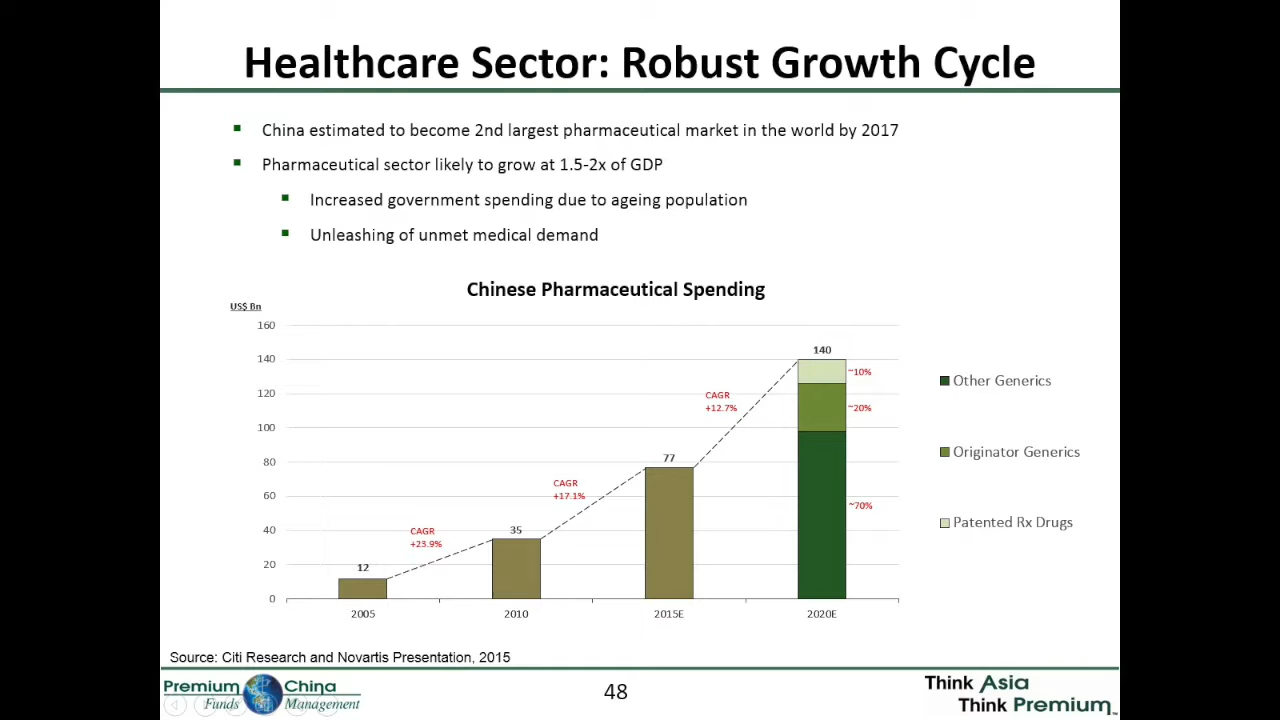 Healthcare Sector: Robust Growth Cycle
China estimated to become 2nd largest pharmaceutical market in the world by 2017
Pharmaceutical sector likely to grow at 1.5-2x of GDP
Increased government spending due to ageing population
Unleashing of unmet medical demand
Chinese Pharmaceutical Spending
US$ Bn
160
140
120
100
80
60
40
20
0
12
35
77
140
CAGR
+23.9%
CAGR
+17.1%
CAGR
+12.7%
~10%
~20%
~70%
2005
2010
2015E
2020E
Other Generics
Originator Generics
Patented Rx Drugs
Source: Citi Research and Novartis Presentation, 2015
Premium China
Funds Management
48
Think Asia
Think Premium™